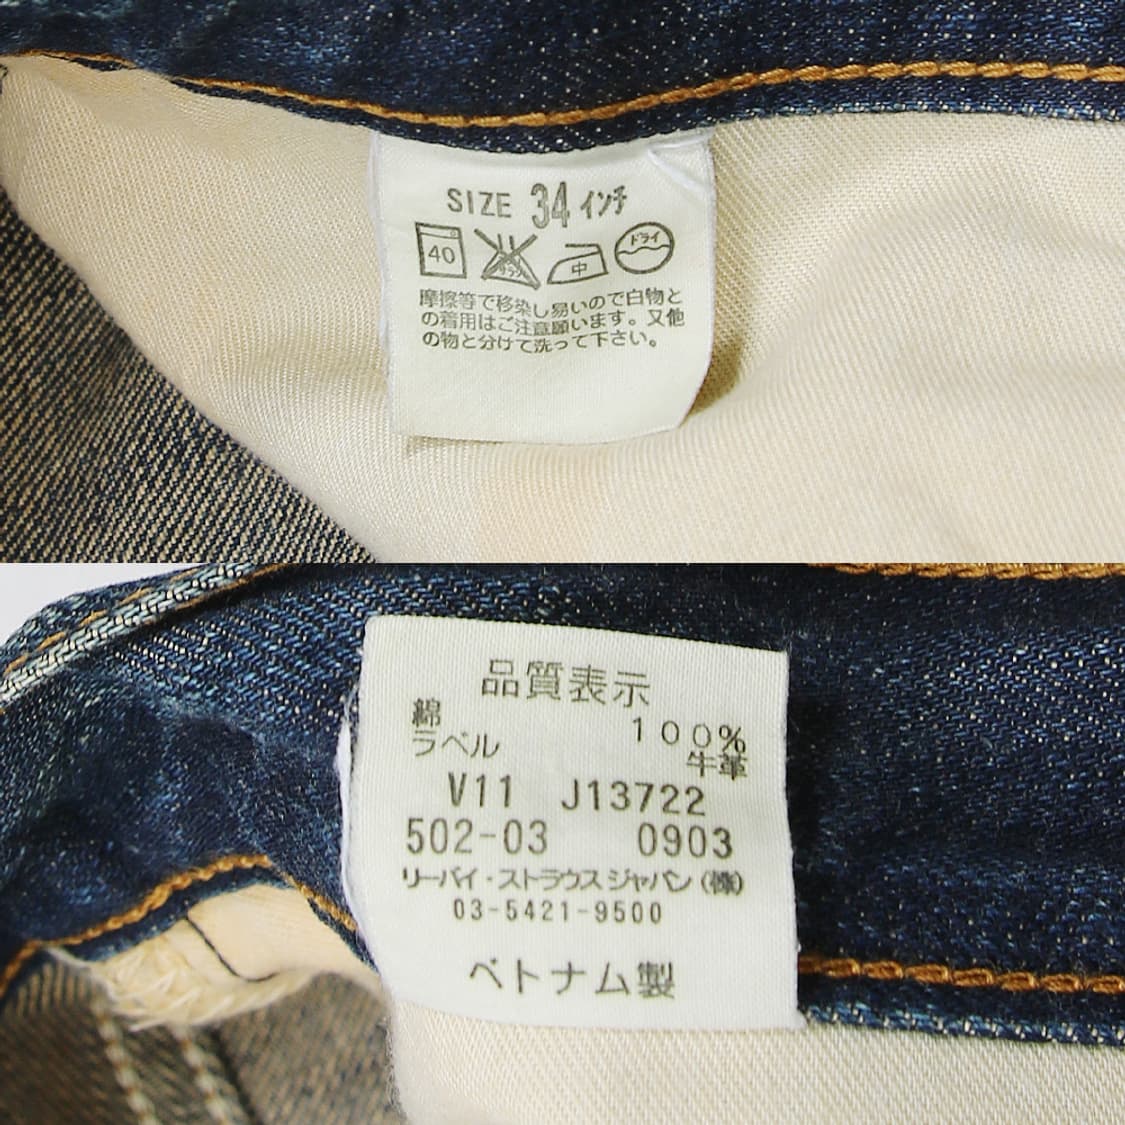 SIZE 34 インチ
40 中 ドライ
摩擦等で移染し易いので白物と
の着用はご注意願います。又他
の物と分けて洗って下さい。
品質表示
綿 100%
ラベル 牛革
V11 J13722
502-03 0903
リーバイ・ストラウスジャパン(株)
03-5421-9500
ベトナム製